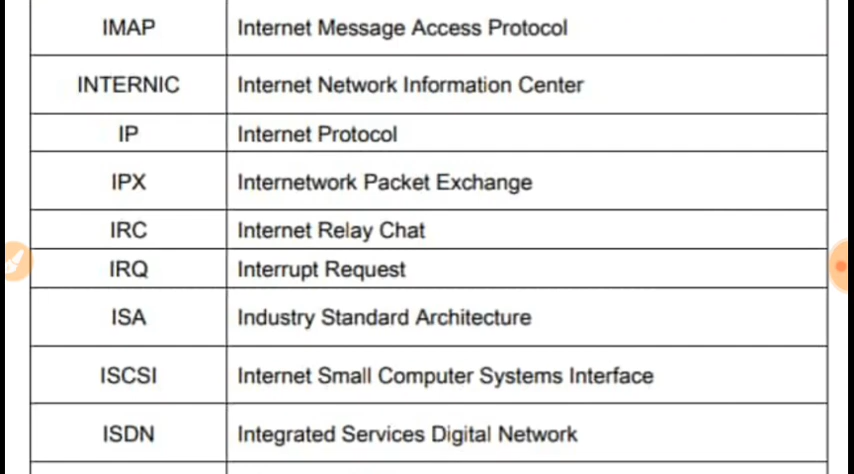 IMAP Internet Message Access Protocol
INTERNIC Internet Network Information Center
IP Internet Protocol
IPX Internetwork Packet Exchange
IRC Internet Relay Chat
IRQ Interrupt Request
ISA Industry Standard Architecture
ISCSI Internet Small Computer Systems Interface
ISDN Integrated Services Digital Network